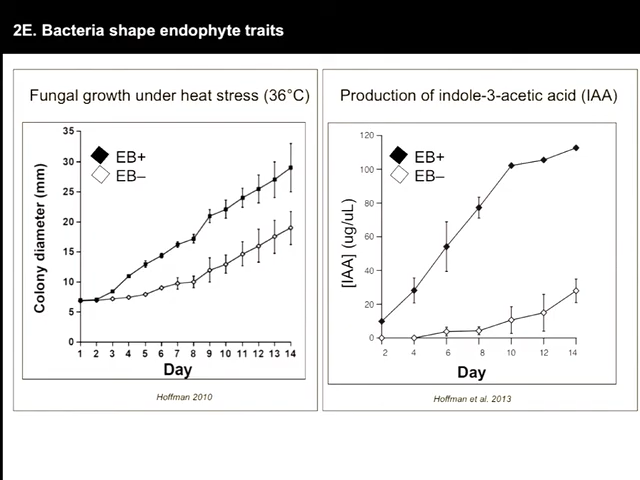 2E. Bacteria shape endophyte traits
Fungal growth under heat stress (36°C)
35
30
25
20
15
10
5
0
Colony diameter (mm)
EB+
EB–
1 2 3 4 5 6 7 8 9 10 11 12 13 14
Day
Hoffman 2010
Production of indole-3-acetic acid (IAA)
120
100
80
60
40
20
0
[IAA] (ug/uL)
EB+
EB–
2 4 6 8 10 12 14
Day
Hoffman et al. 2013